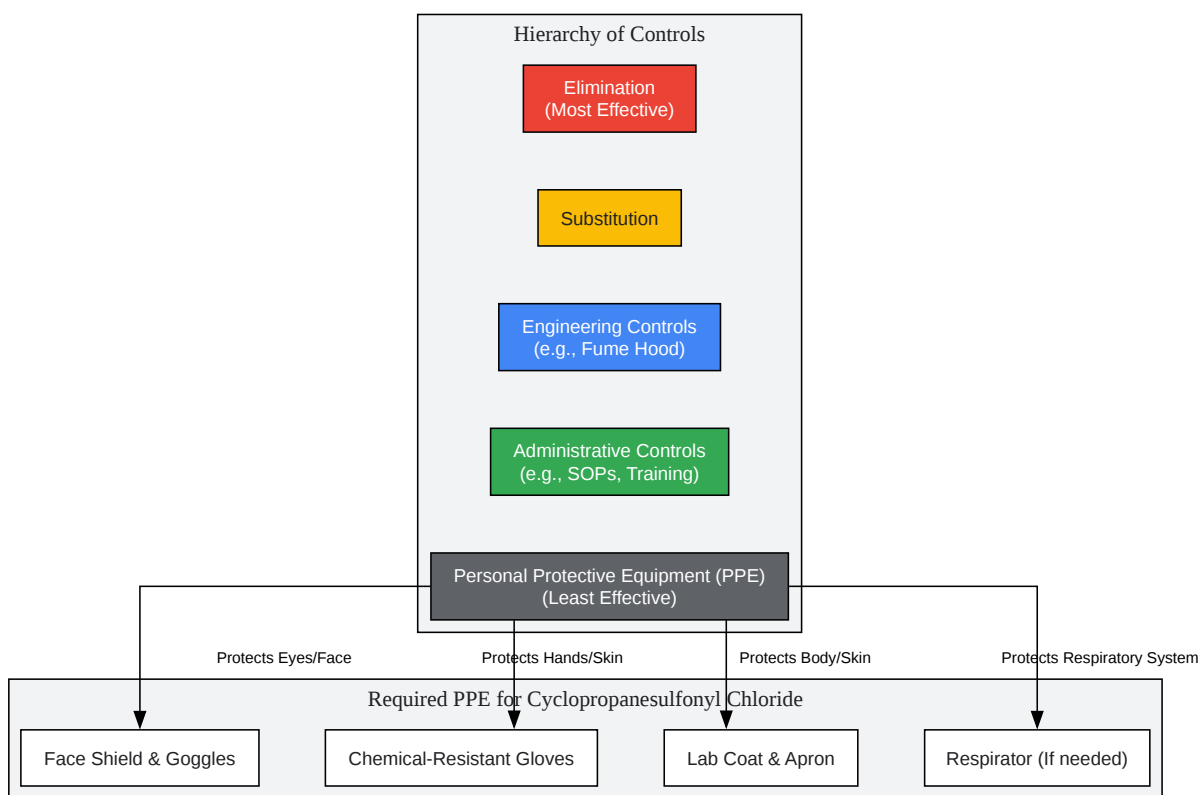 Hierarchy of Controls
Elimination
(Most Effective)
Substitution
Engineering Controls
(e.g., Fume Hood)
Administrative Controls
(e.g., SOPs, Training)
Personal Protective Equipment (PPE)
(Least Effective)
Protects Eyes/Face
Protects Hands/Skin
Protects Body/Skin
Protects Respiratory System
Required PPE for Cyclopropanesulfonyl Chloride
Face Shield & Goggles
Chemical-Resistant Gloves
Lab Coat & Apron
Respirator (If needed)